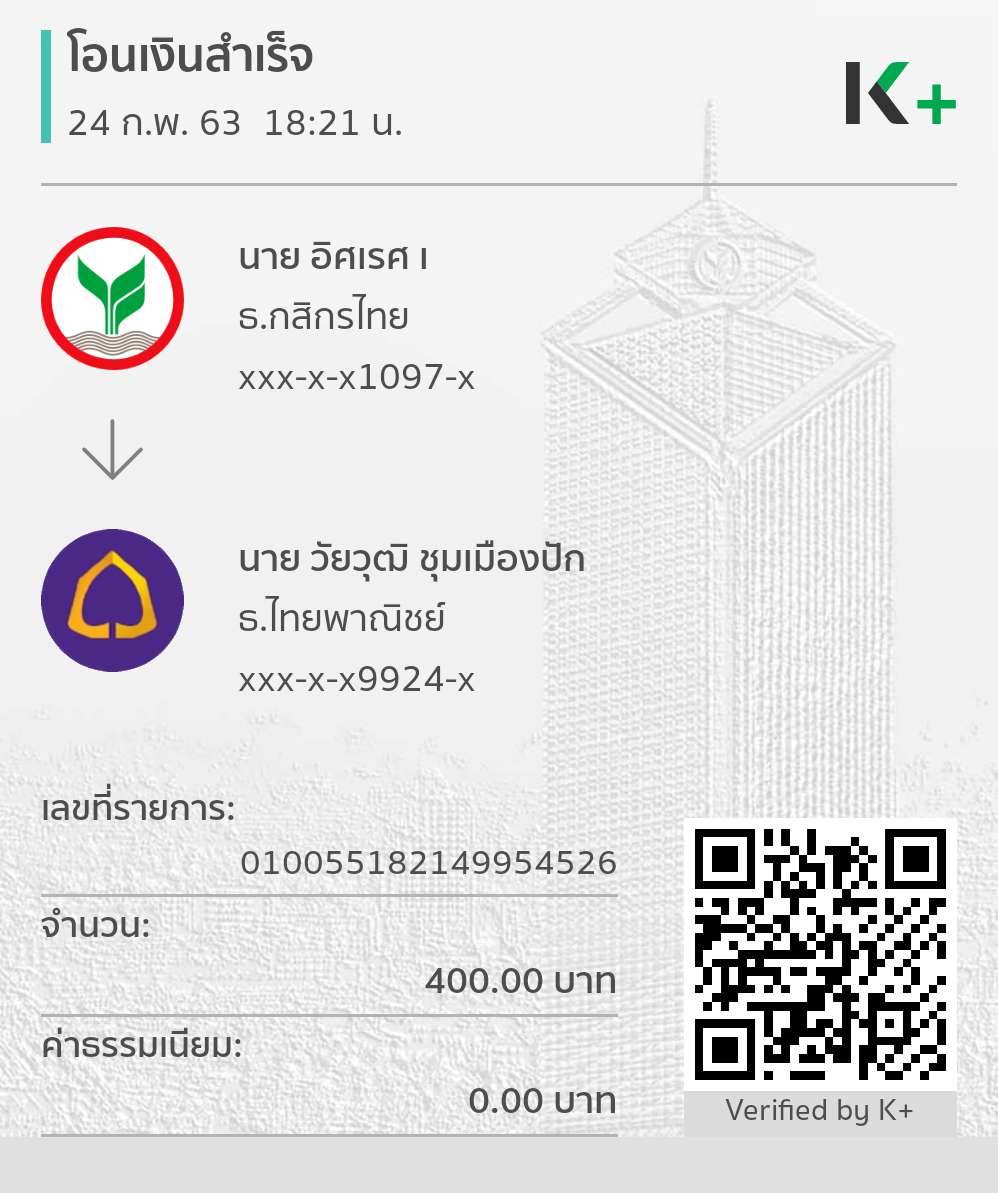 โอนเงินสำเร็จ
24 ก.พ. 63 18:21 น.
K+
นาย อิศเรศ เ
ธ.กสิกรไทย
xxx-x-x1097-x
นาย วัยวุฒิ ชุมเมืองปัก
ธ.ไทยพาณิชย์
xxx-x-x9924-x
เลขที่รายการ:
010055182149954526
จำนวน:
400.00 บาท
ค่าธรรมเนียม:
0.00 บาท
Verified by K+